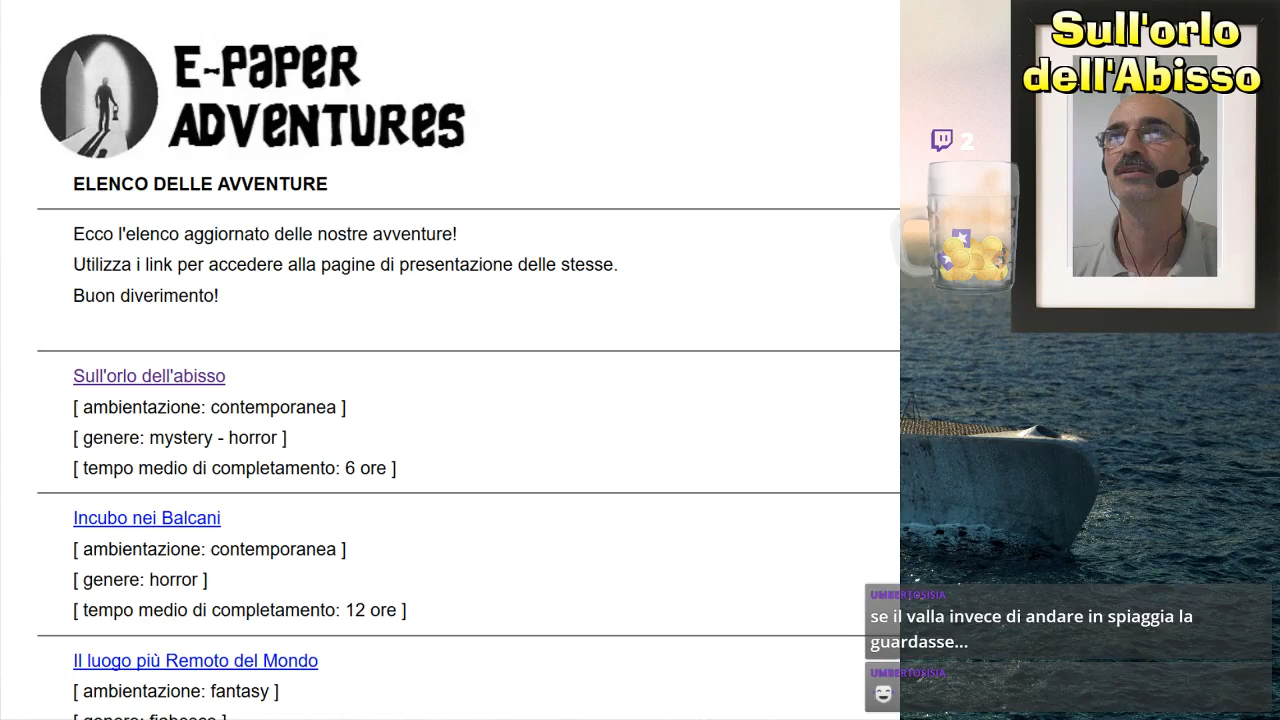 E-PAPER
ADVENTURES
ELENCO DELLE AVVENTURE
Ecco l'elenco aggiornato delle nostre avventure!
Utilizza i link per accedere alla pagine di presentazione delle stesse.
Buon diverimento!
Sull'orlo dell'abisso
[ ambientazione: contemporanea ]
[ genere: mystery - horror ]
[ tempo medio di completamento: 6 ore ]
Incubo nei Balcani
[ ambientazione: contemporanea ]
[ genere: horror ]
[ tempo medio di completamento: 12 ore ]
Il luogo più Remoto del Mondo
[ ambientazione: fantasy ]
[ genere: fiabesco ]
Sull'orlo
dell'Abisso
2
UMBERTOSISIA
se il valla invece di andare in spiaggia la
guardasse...
UMBERTOSISIA